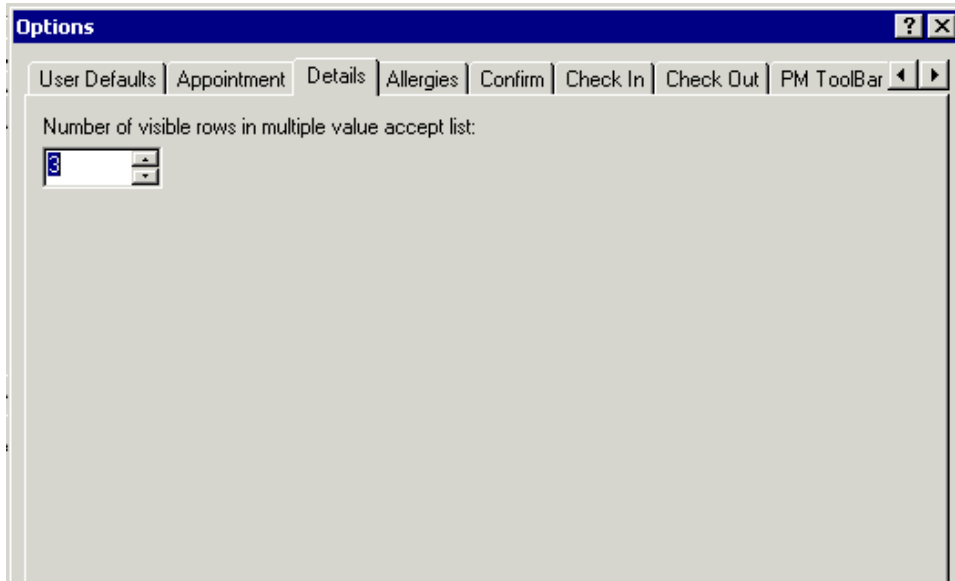 Options
User Defaults Appointment Details Allergies Confirm Check In Check Out PM ToolBar
Number of visible rows in multiple value accept list:
3